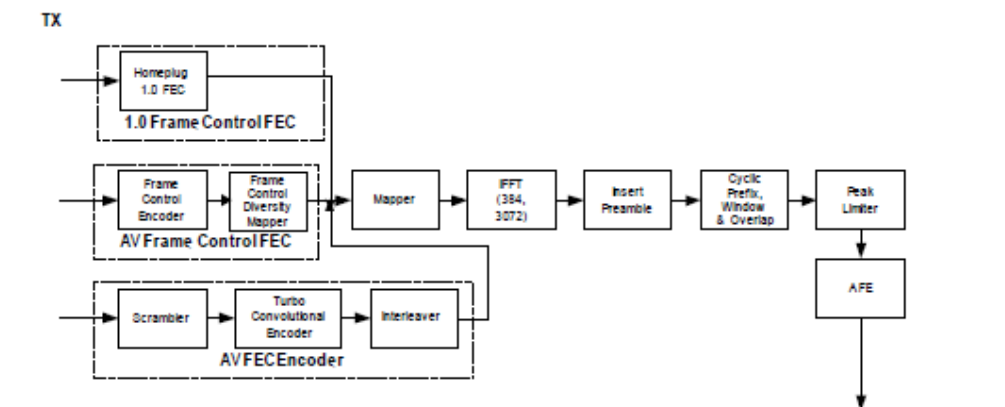 TX
Homeplug
1.0 FEC
1.0 Frame Control FEC
Frame
Control
Encoder
Frame
Control
Diversity
Mapper
AV Frame Control FEC
Mapper
IFFT
(384,
3072)
Insert
Preamble
Cyclic
Prefix,
Window
& Overlap
Peak
Limiter
AFE
Scrambler
Turbo
Convolutional
Encoder
Interleaver
AV FEC Encoder